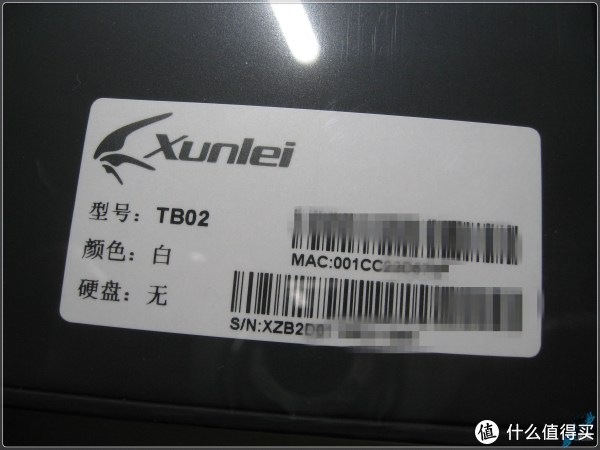 Xunlei
型号：TB02
颜色：白
硬盘：无
MAC:001CC
S/N:XZB2D
值 什么值得买